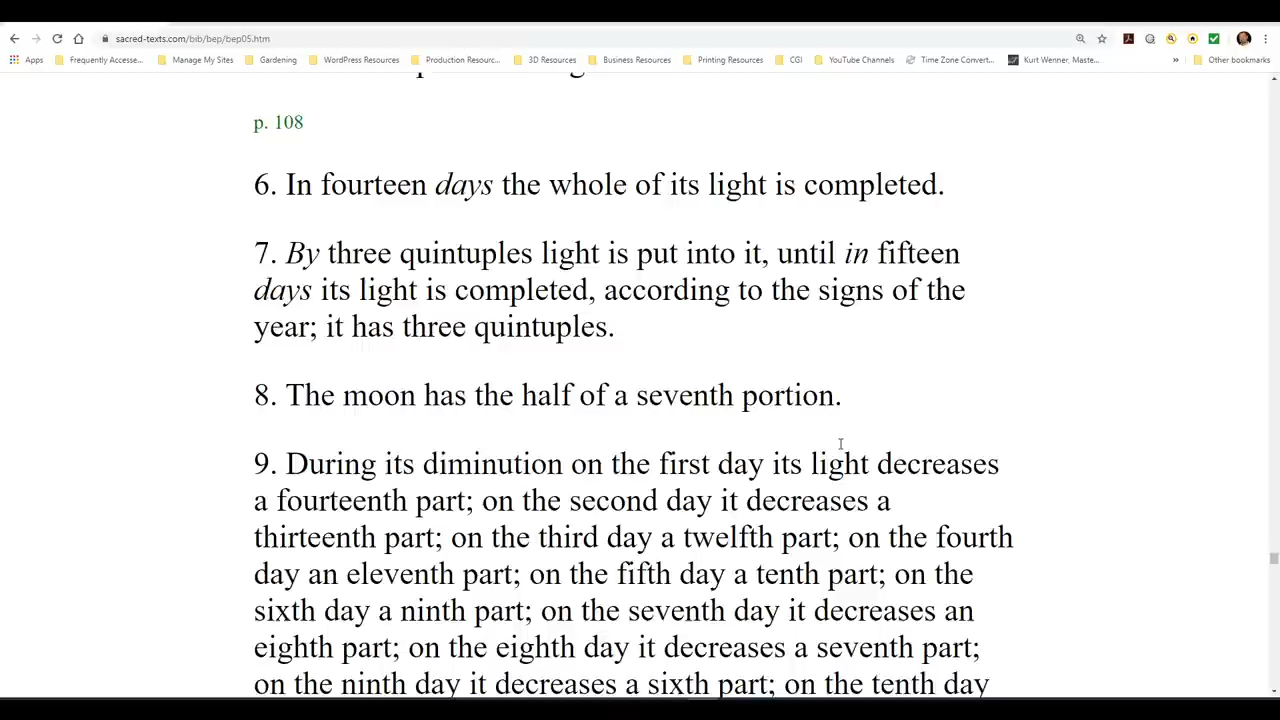 sacred-texts.com/bib/bep/bep05.htm
Apps Frequently Accesse... Manage My Sites Gardening WordPress Resources Production Resourc... 3D Resources Business Resources Printing Resources CGI YouTube Channels Time Zone Convert... Kurt Wenner, Maste... » Other bookmarks
p. 108
6. In fourteen days the whole of its light is completed.
7. By three quintuples light is put into it, until in fifteen
days its light is completed, according to the signs of the
year; it has three quintuples.
8. The moon has the half of a seventh portion.
9. During its diminution on the first day its light decreases
a fourteenth part; on the second day it decreases a
thirteenth part; on the third day a twelfth part; on the fourth
day an eleventh part; on the fifth day a tenth part; on the
sixth day a ninth part; on the seventh day it decreases an
eighth part; on the eighth day it decreases a seventh part;
on the ninth day it decreases a sixth part; on the tenth day